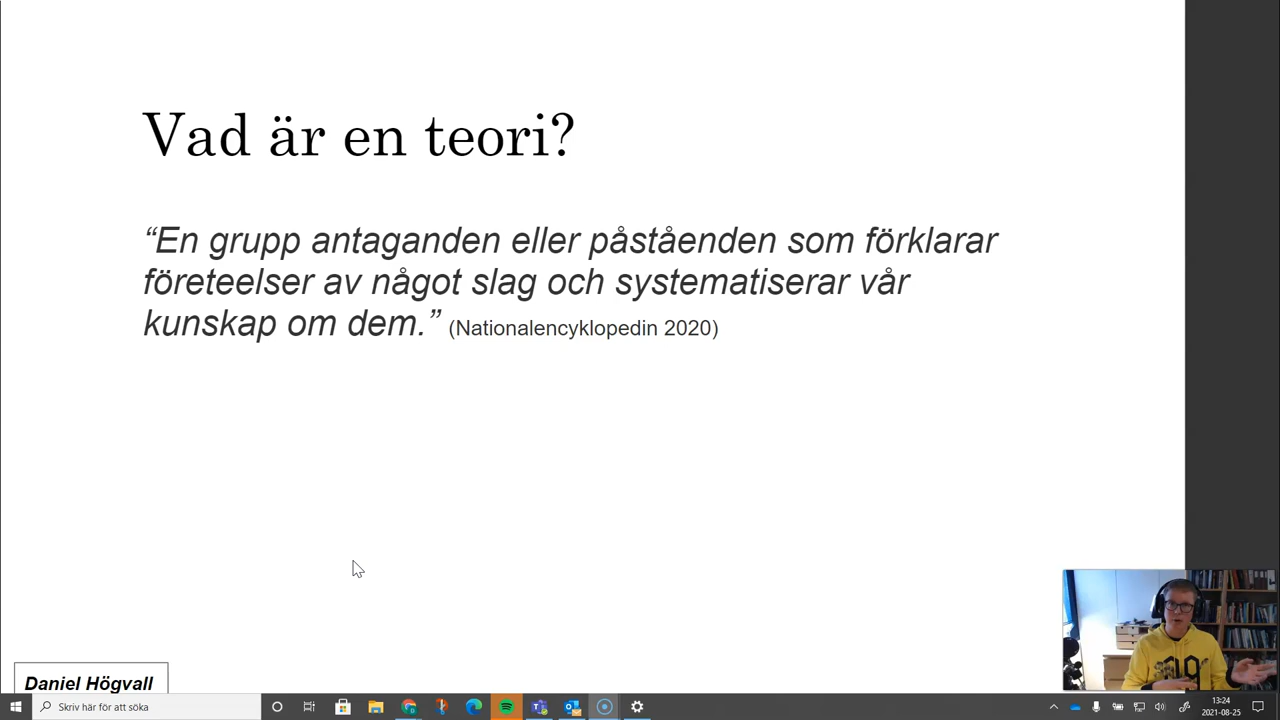 Vad är en teori?
“En grupp antaganden eller påståenden som förklarar
företeelser av något slag och systematiserar vår
kunskap om dem.” (Nationalencyklopedin 2020)
Daniel Högvall
Skriv här för att söka
13:24
2021-08-25